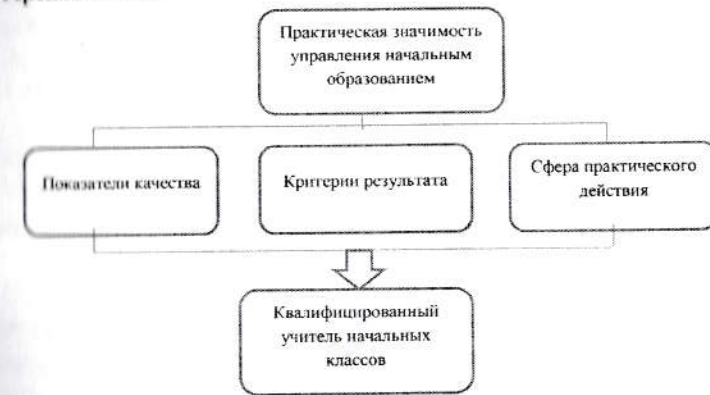 Практическая значимость
управления начальным
образованием
Показатели качества
Критерии результата
Сфера практического
действия
Квалифицированный
учитель начальных
классов